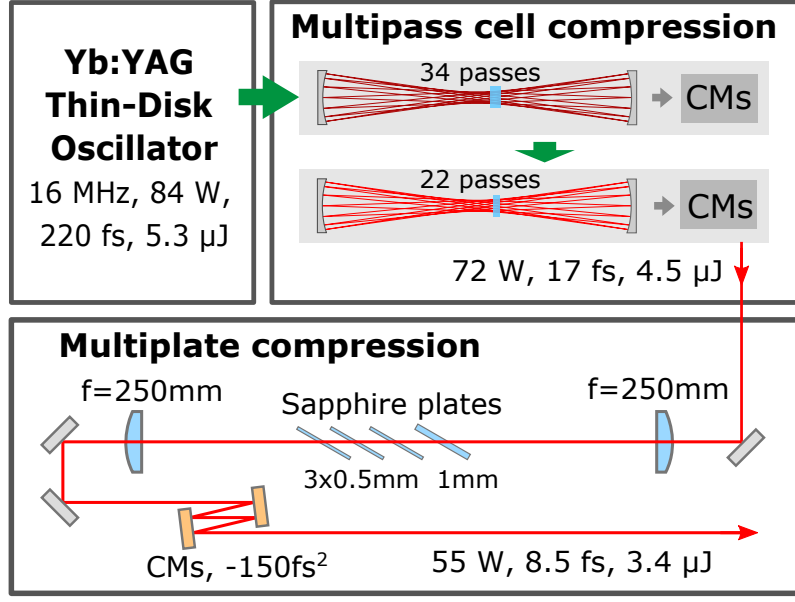 Yb:YAG
Thin-Disk
Oscillator
16 MHz, 84 W,
220 fs, 5.3 µJ
Multipass cell compression
34 passes
CMs
22 passes
CMs
72 W, 17 fs, 4.5 µJ
Multiplate compression
f=250mm
Sapphire plates
f=250mm
3x0.5mm
1mm
CMs, -150fs²
55 W, 8.5 fs, 3.4 µJ